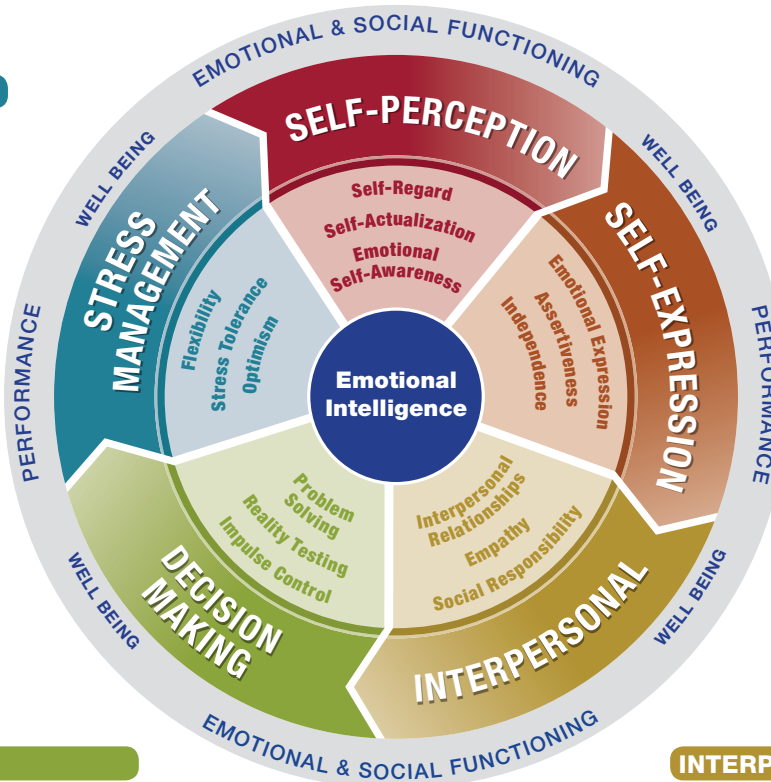 EMOTIONAL & SOCIAL FUNCTIONING
WELL BEING
WELL BEING
PERFORMANCE
PERFORMANCE
WELL BEING
WELL BEING
EMOTIONAL & SOCIAL FUNCTIONING
SELF-PERCEPTION
Self-Regard
Self-Actualization
Emotional
Self-Awareness
SELF-EXPRESSION
Emotional Expression
Assertiveness
Independence
INTERPERSONAL
Interpersonal
Relationships
Empathy
Social Responsibility
DECISION
MAKING
Problem
Solving
Reality Testing
Impulse Control
STRESS
MANAGEMENT
Flexibility
Stress Tolerance
Optimism
Emotional
Intelligence
INTERP